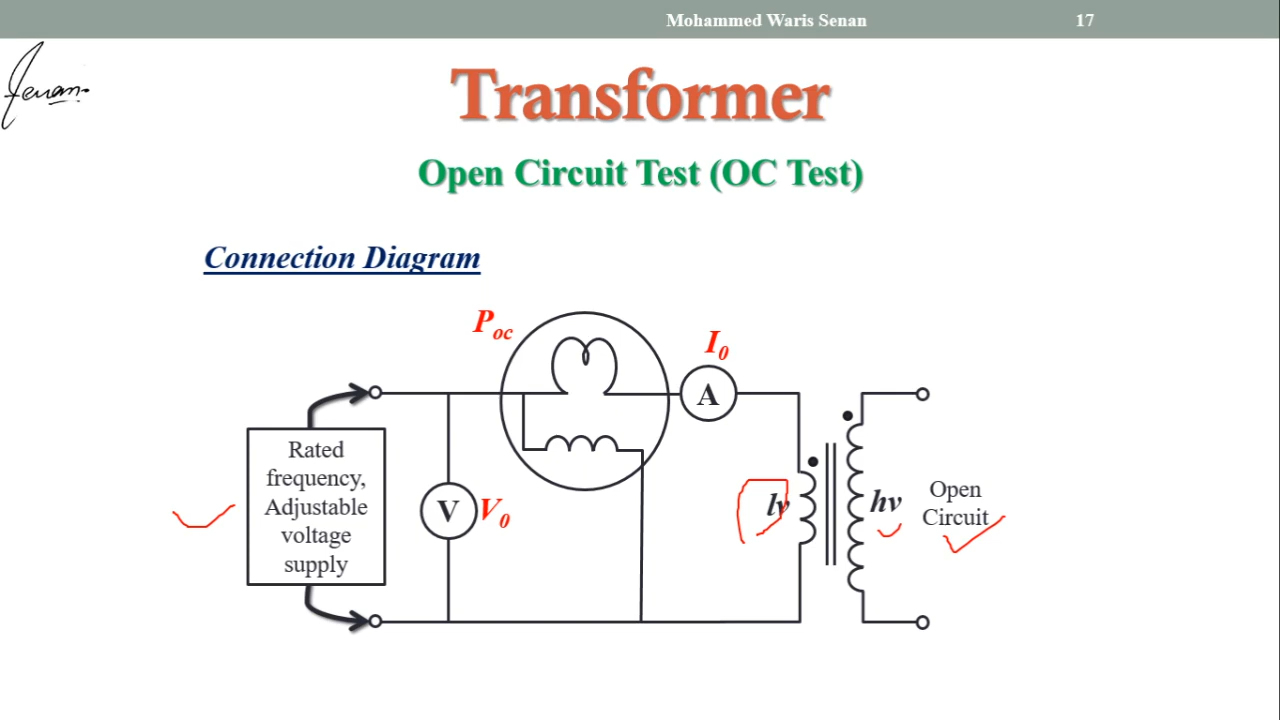 Mohammed Waris Senan 17
Senan
Transformer
Open Circuit Test (OC Test)
Connection Diagram
Poc
I0
A
Rated
frequency,
Adjustable
voltage
supply
V V0
lv
hv
Open
Circuit